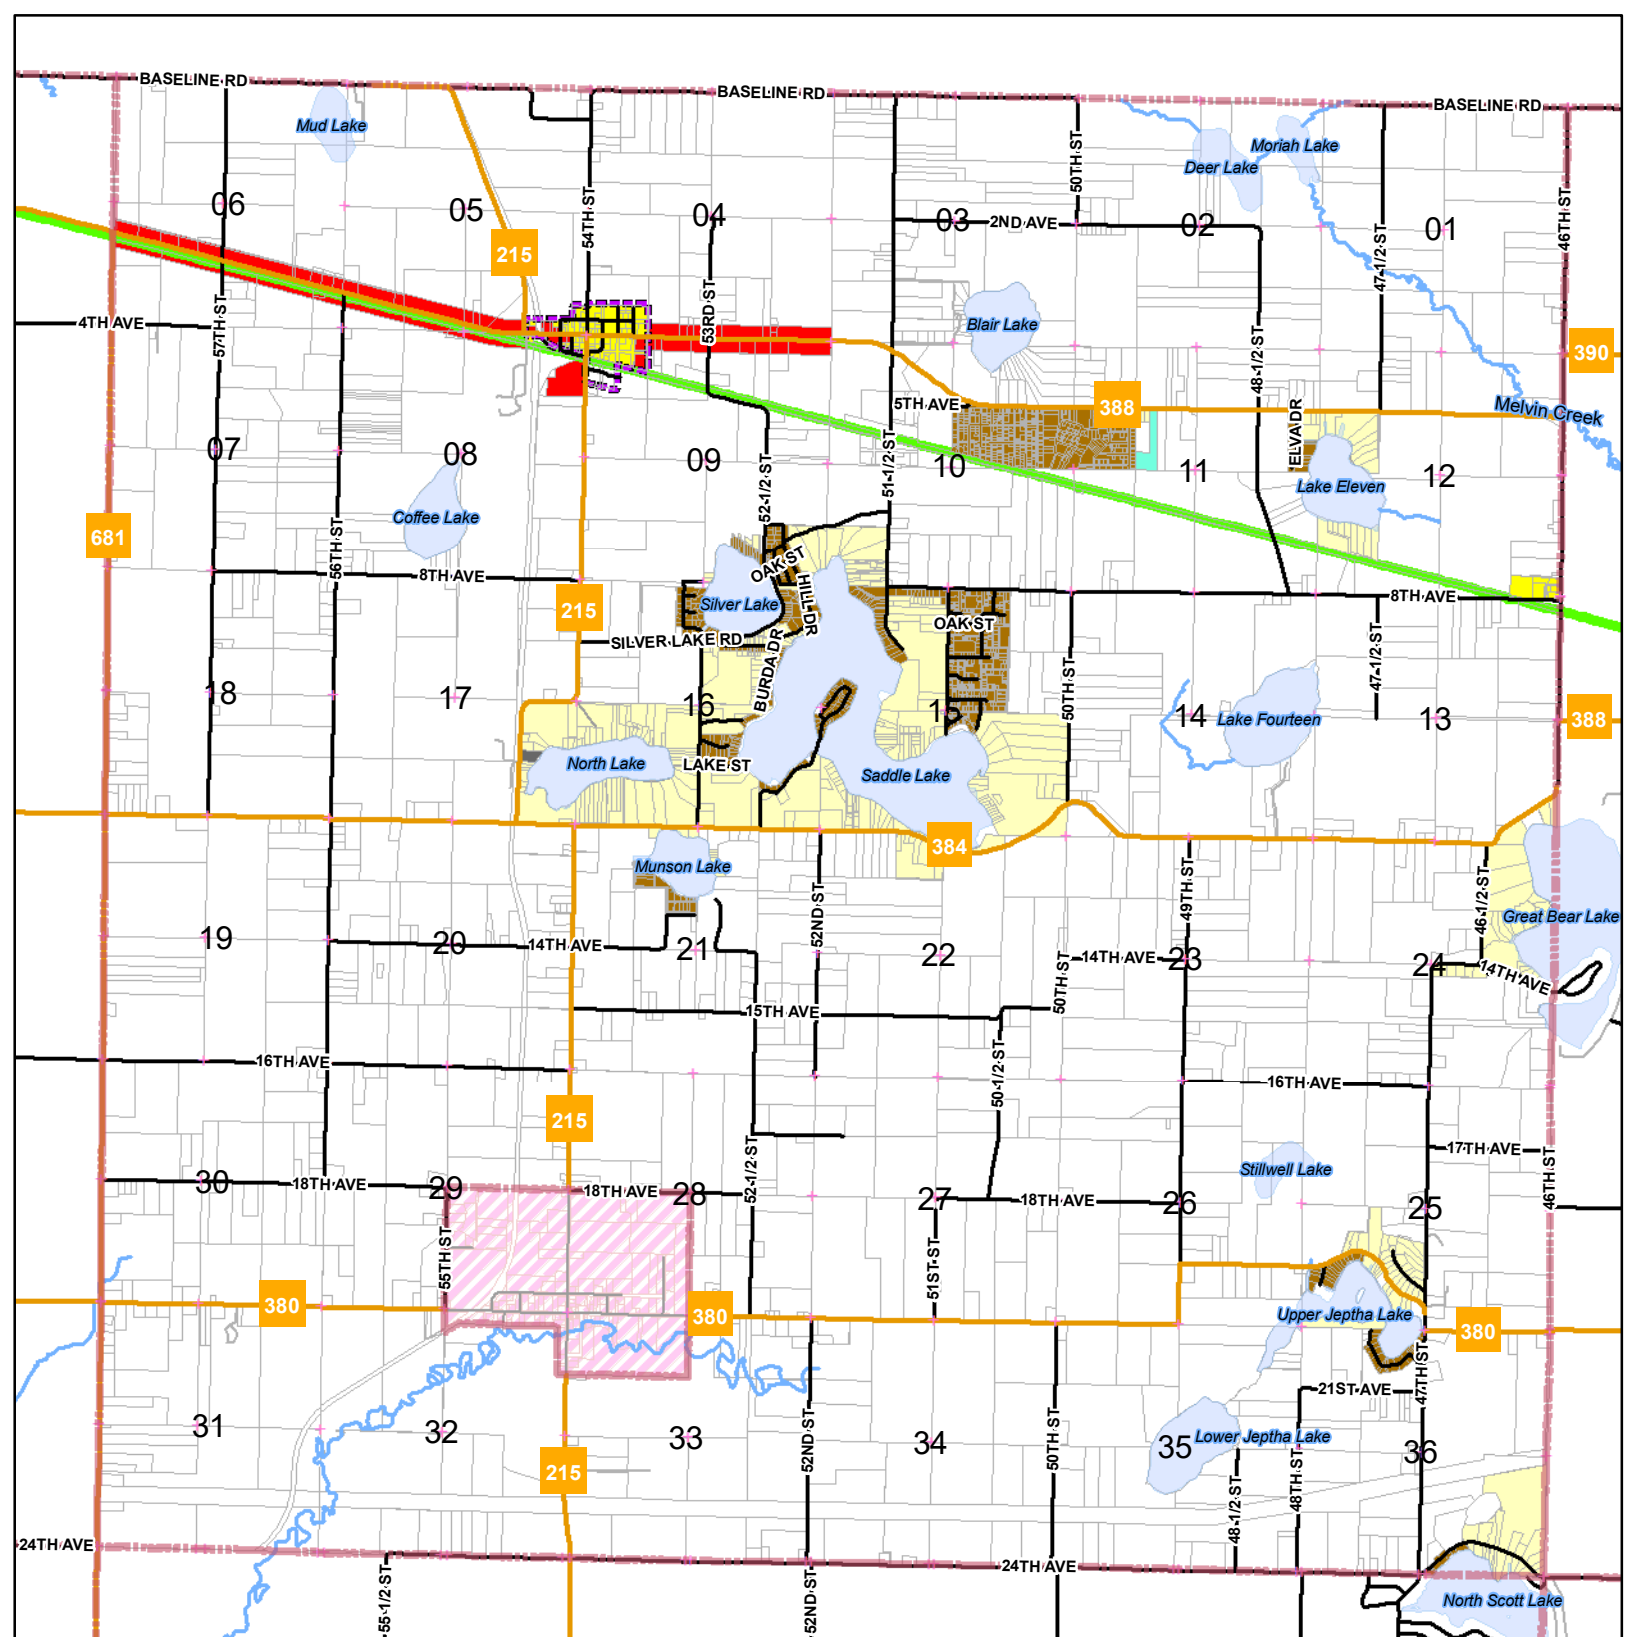 BASELINE RD
BASELINE RD
BASELINE RD
Mud Lake
Moriah Lake
Deer Lake
50TH ST
54TH ST
46TH ST
06
05
04
03
2ND AVE
02
01
215
47-1/2 ST
4TH AVE
57TH ST
53RD ST
Blair Lake
48-1/2 ST
390
5TH AVE
388
Melvin Creek
ELVA DR
07
08
09
52-1/2 ST
51-1/2 ST
10
11
12
Lake Eleven
Coffee Lake
681
56TH ST
8TH AVE
OAK ST
HILL DR
8TH AVE
215
Silver Lake
OAK ST
SILVER LAKE RD
BURDA DR
50TH ST
47-1/2 ST
18
17
16
15
14
Lake Fourteen
13
388
North Lake
LAKE ST
Saddle Lake
384
Munson Lake
49TH ST
46-1/2 ST
52ND ST
Great Bear Lake
19
20
14TH AVE
21
22
14TH AVE
23
24
14TH AVE
50TH ST
15TH AVE
16TH AVE
50-1/2 ST
16TH AVE
215
17TH AVE
52-1/2 ST
Stillwell Lake
46TH ST
30
18TH AVE
29
18TH AVE
28
27
18TH AVE
26
25
55TH ST
51ST ST
380
380
Upper Jeptha Lake
380
47TH ST
21ST AVE
31
32
33
52ND ST
34
50TH ST
35
Lower Jeptha Lake
36
215
48-1/2 ST
48TH ST
24TH AVE
24TH AVE
55-1/2 ST
52ND ST
North Scott Lake